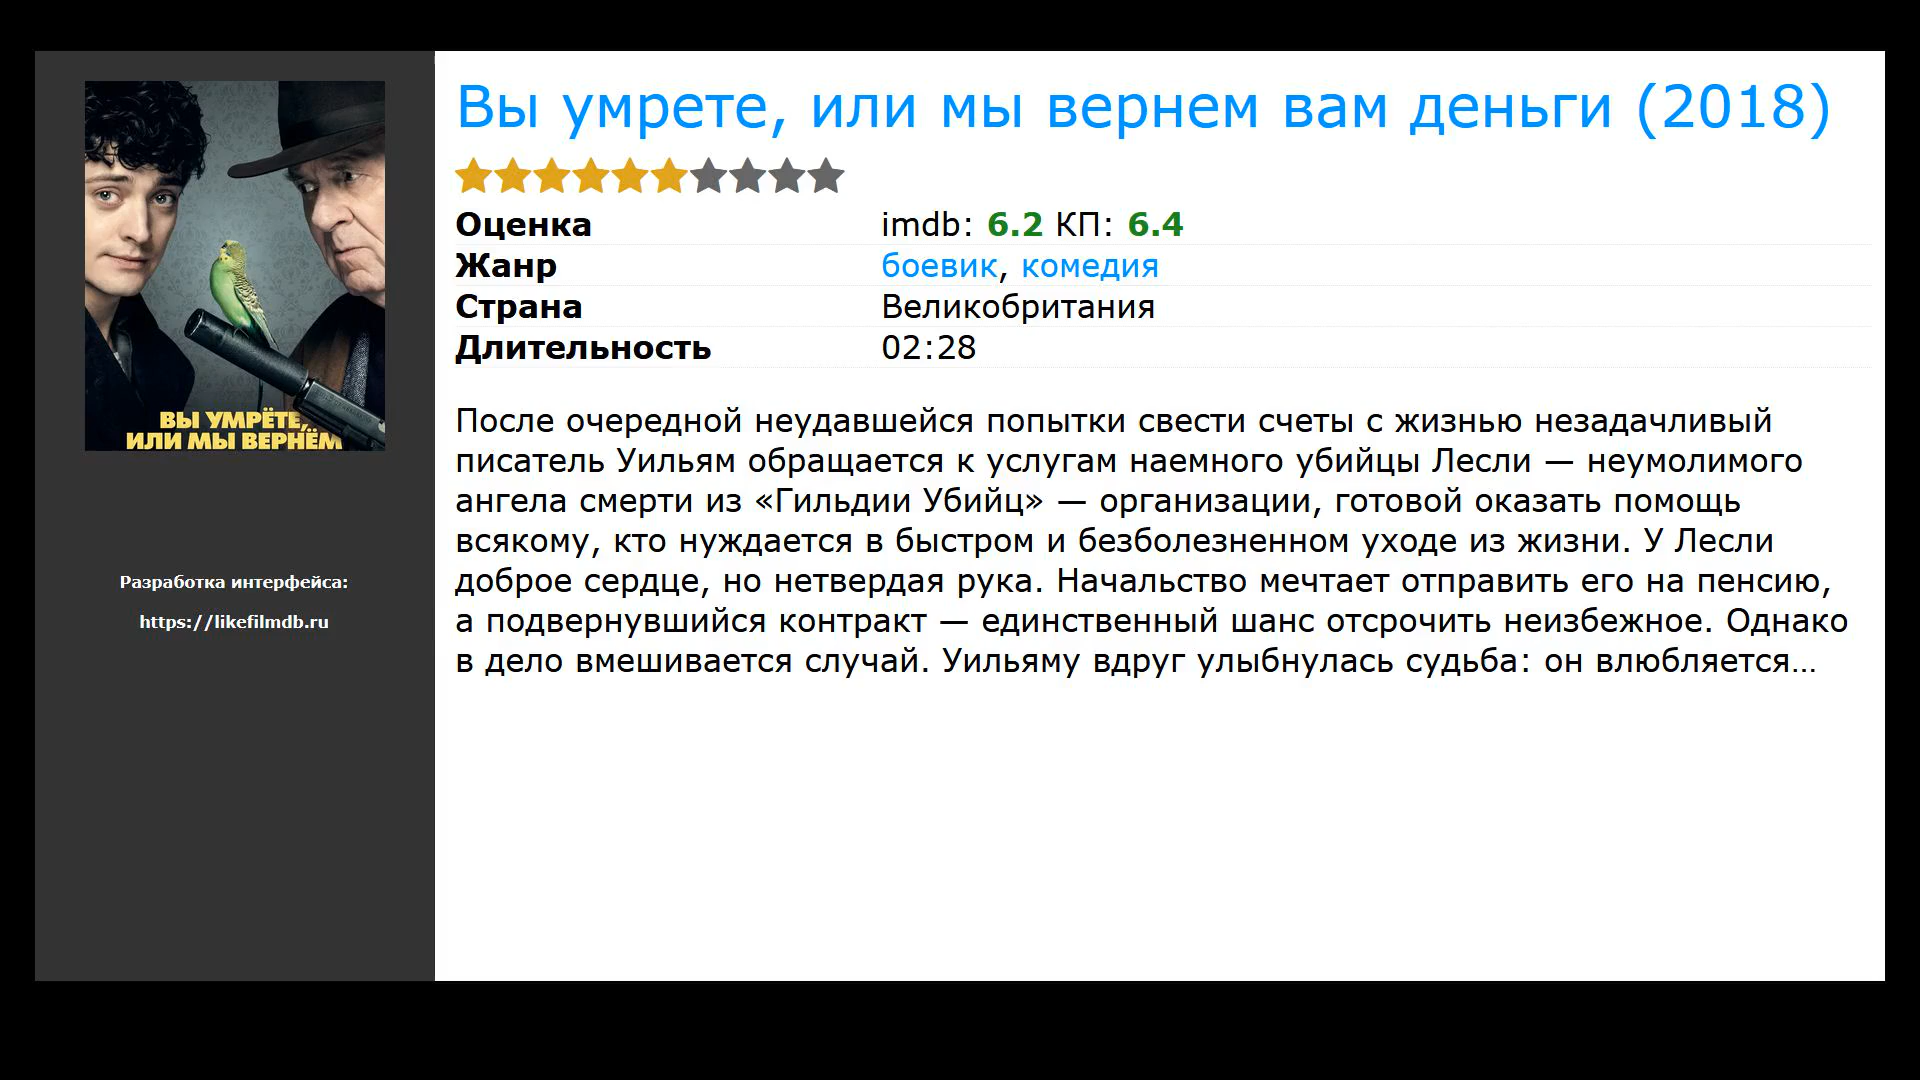 ВЫ УМРЁТЕ,
ИЛИ МЫ ВЕРНЁМ
Разработка интерфейса:
https://likefilmdb.ru
Вы умрете, или мы вернем вам деньги (2018)
Оценка imdb: 6.2 КП: 6.4
Жанр боевик, комедия
Страна Великобритания
Длительность 02:28
После очередной неудавшейся попытки свести счеты с жизнью незадачливый
писатель Уильям обращается к услугам наемного убийцы Лесли — неумолимого
ангела смерти из «Гильдии Убийц» — организации, готовой оказать помощь
всякому, кто нуждается в быстром и безболезненном уходе из жизни. У Лесли
доброе сердце, но нетвердая рука. Начальство мечтает отправить его на пенсию,
а подвернувшийся контракт — единственный шанс отсрочить неизбежное. Однако
в дело вмешивается случай. Уильяму вдруг улыбнулась судьба: он влюбляется...